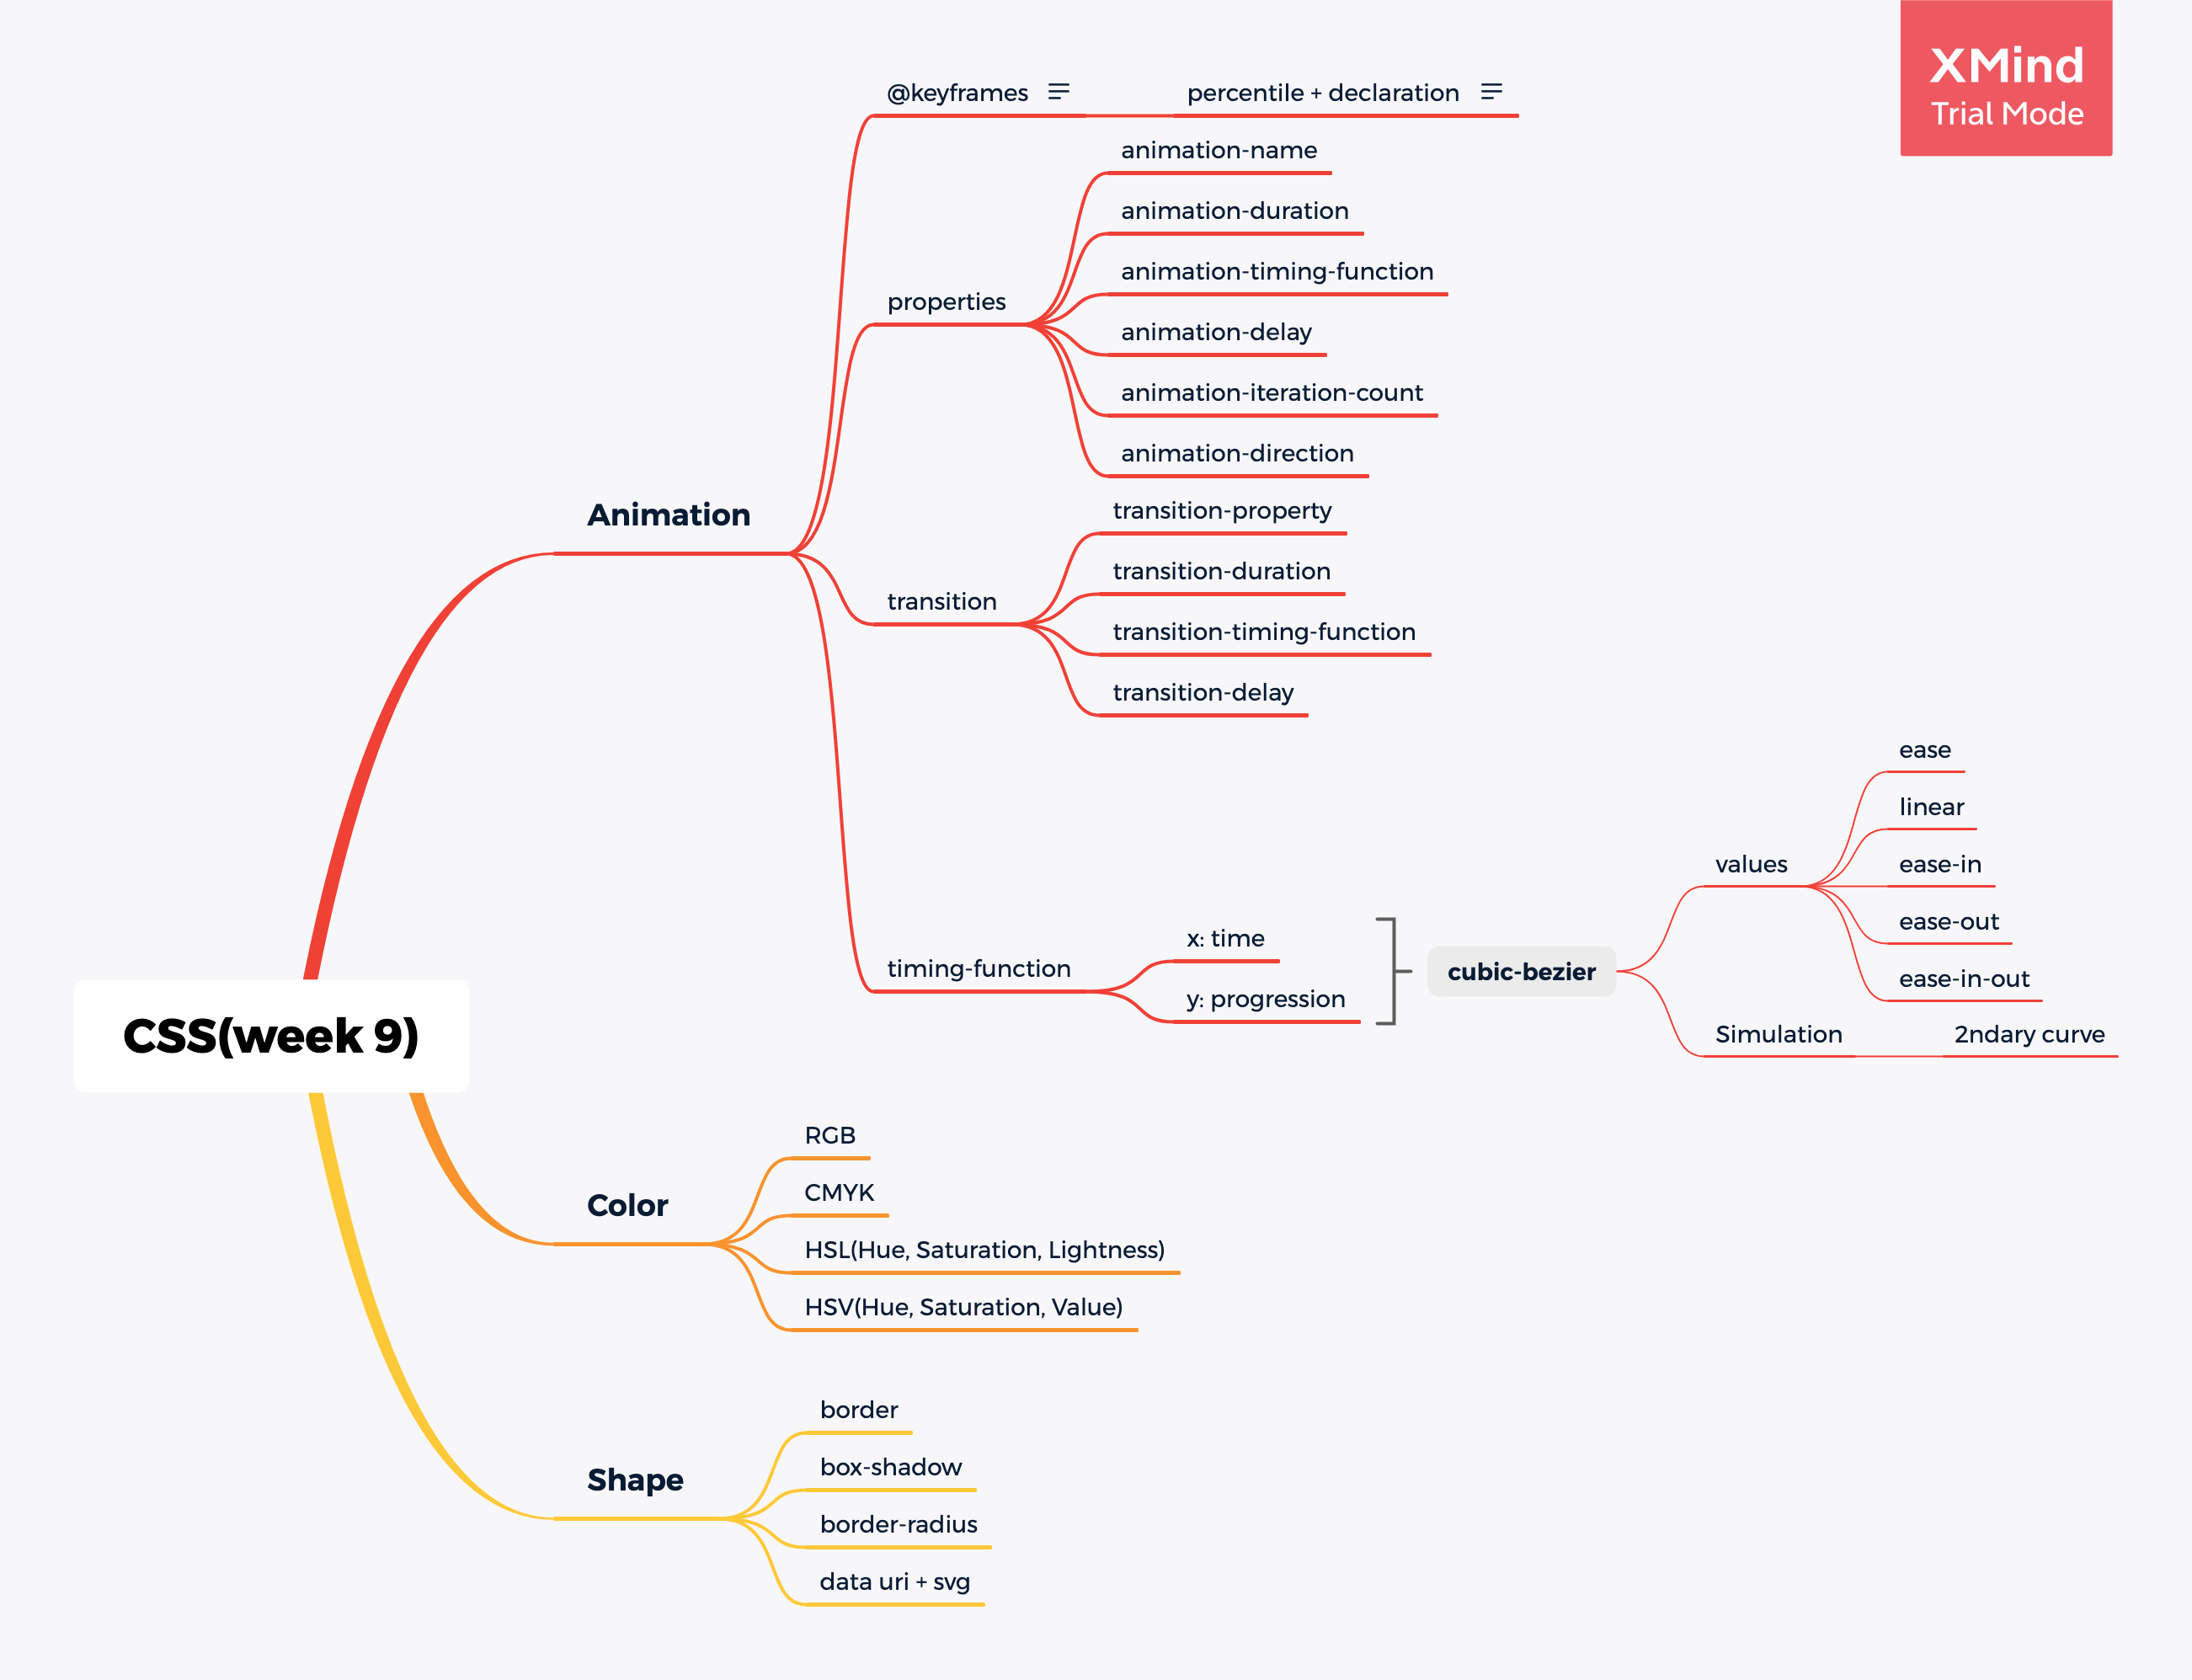 XMind
Trial Mode
CSS(week 9)
Animation
@keyframes
percentile + declaration
properties
animation-name
animation-duration
animation-timing-function
animation-delay
animation-iteration-count
animation-direction
transition
transition-property
transition-duration
transition-timing-function
transition-delay
timing-function
x: time
y: progression
cubic-bezier
values
ease
linear
ease-in
ease-out
ease-in-out
Simulation
2ndary curve
Color
RGB
CMYK
HSL(Hue, Saturation, Lightness)
HSV(Hue, Saturation, Value)
Shape
border
box-shadow
border-radius
data uri + svg